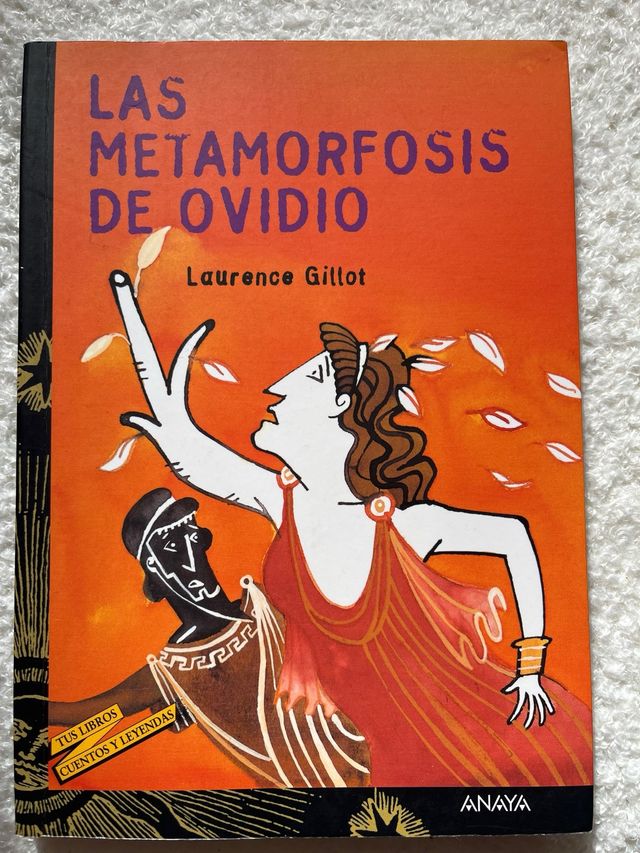 LAS
METAMORFOSIS
DE OVIDIO
Laurence Gillot
TUS LIBROS
CUENTOS Y LEYENDAS
ANAYA